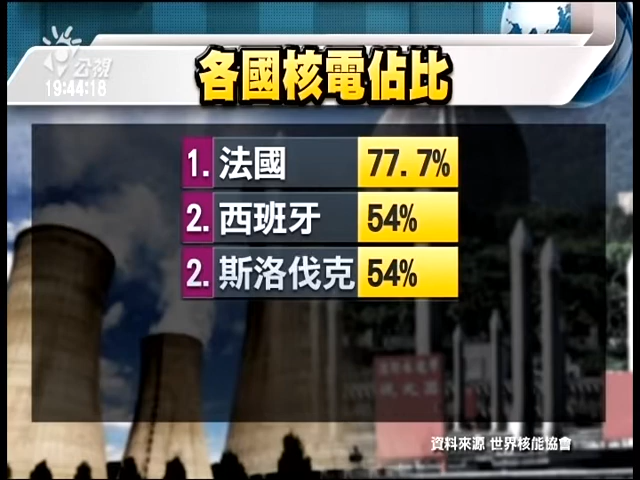 公視
19:44:18
各國核電佔比
1. 法國 77.7%
2. 西班牙 54%
2. 斯洛伐克 54%
資料來源 世界核能協會